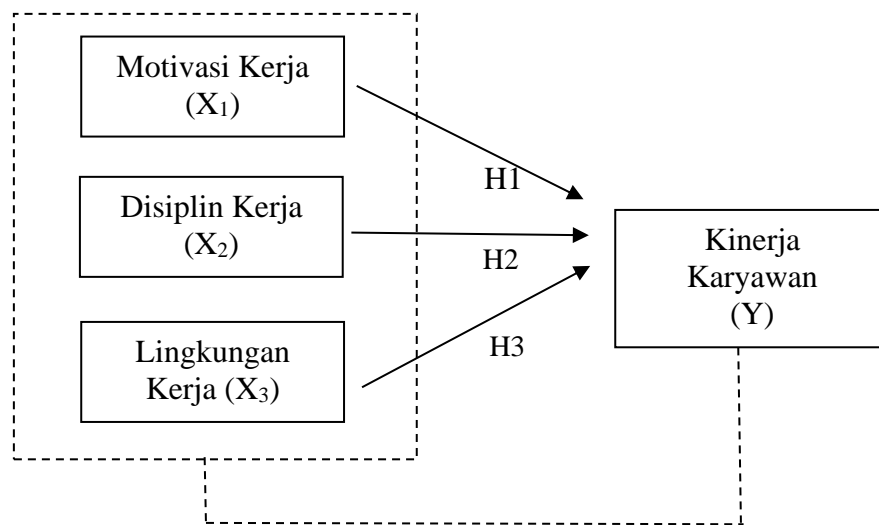 Motivasi Kerja
(X₁)
H1
Disiplin Kerja
(X₂)
H2
Kinerja
Karyawan
(Y)
H3
Lingkungan
Kerja (X₃)